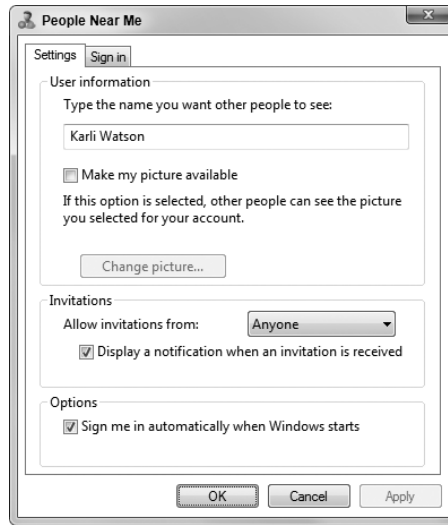 People Near Me
Settings
Sign in
User information
Type the name you want other people to see:
Karli Watson
Make my picture available
If this option is selected, other people can see the picture
you selected for your account.
Change picture...
Invitations
Allow invitations from:
Anyone
Display a notification when an invitation is received
Options
Sign me in automatically when Windows starts
OK
Cancel
Apply